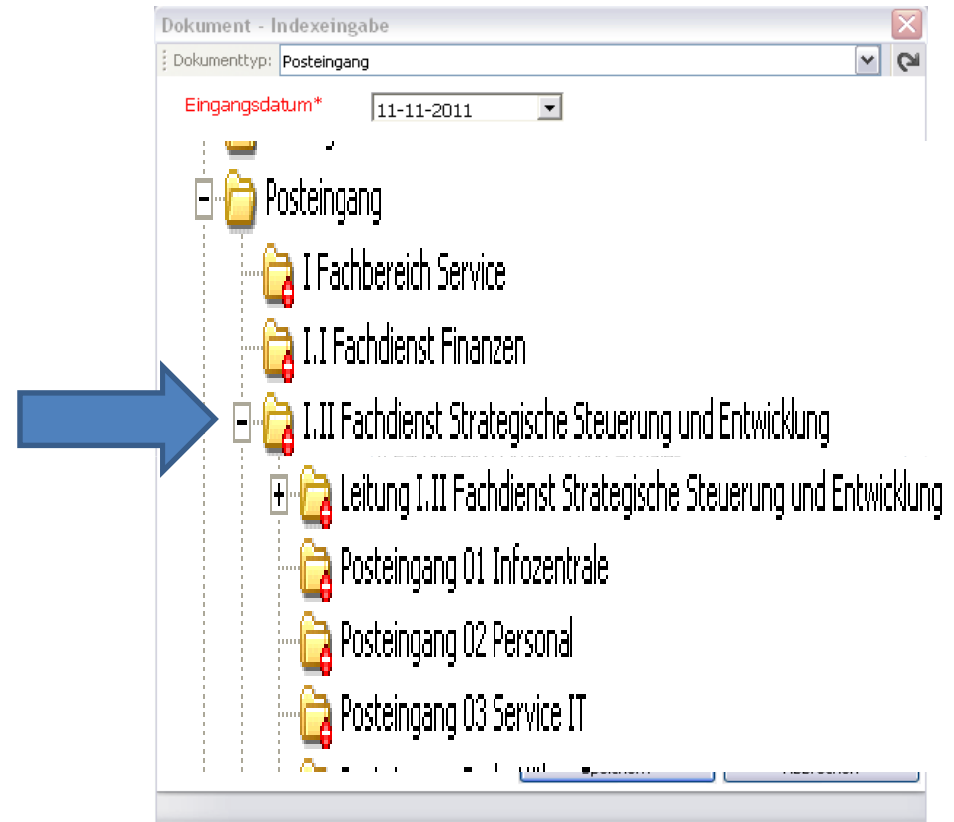 Dokument - Indexeingabe
Dokumenttyp: Posteingang
Eingangsdatum* 11-11-2011
Posteingang
I Fachbereich Service
I.I Fachdienst Finanzen
I.II Fachdienst Strategische Steuerung und Entwicklung
Leitung I.II Fachdienst Strategische Steuerung und Entwicklung
Posteingang 01 Infozentrale
Posteingang 02 Personal
Posteingang 03 Service IT